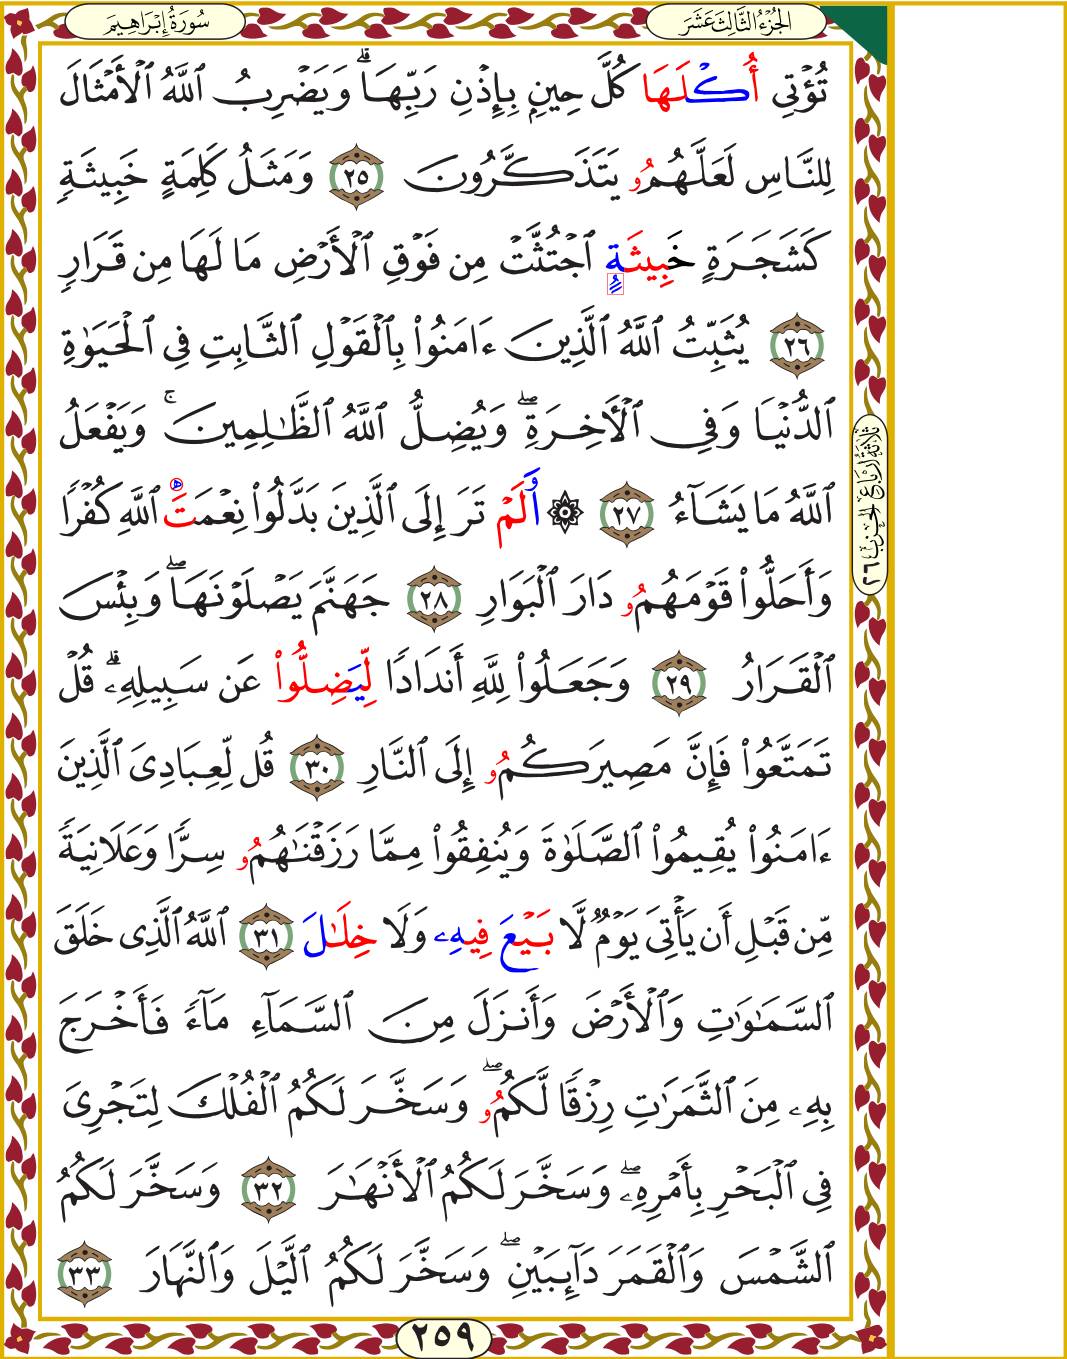 سُورَةُ إِبْرَاهِيم
الجُزْءُ الثَّالِثَ عَشَرَ
تُؤْتِي أُكْلَهَا كُلَّ حِينٍ بِإِذْنِ رَبِّهَا ۗ وَيَضْرِبُ ٱللَّهُ ٱلْأَمْثَالَ
لِلنَّاسِ لَعَلَّهُمُۥ يَتَذَكَّرُونَ ٢٥ وَمَثَلُ كَلِمَةٍ خَبِيثَةٍ
كَشَجَرَةٍ خَبِيثَةٍ ٱجْتُثَّتْ مِن فَوْقِ ٱلْأَرْضِ مَا لَهَا مِن قَرَارٍ
٢٦ يُثَبِّتُ ٱللَّهُ ٱلَّذِينَ ءَامَنُوا۟ بِٱلْقَوْلِ ٱلثَّابِتِ فِى ٱلْحَيَوٰةِ
ٱلدُّنْيَا وَفِى ٱلْأَخِرَةِ ۖ وَيُضِلُّ ٱللَّهُ ٱلظَّـٰلِمِينَ ۚ وَيَفْعَلُ
ٱللَّهُ مَا يَشَآءُ ٢٧ ۞ أَلَمْ تَرَ إِلَى ٱلَّذِينَ بَدَّلُوا۟ نِعْمَتَ ٱللَّهِ كُفْرًا
وَأَحَلُّوا۟ قَوْمَهُمُۥ دَارَ ٱلْبَوَارِ ٢٨ جَهَنَّمَ يَصْلَوْنَهَا ۖ وَبِئْسَ
ٱلْقَرَارُ ٢٩ وَجَعَلُوا۟ لِلَّهِ أَندَادًا لِّيَضِلُّوا۟ عَن سَبِيلِهِۦ ۗ قُلْ
تَمَتَّعُوا۟ فَإِنَّ مَصِيرَكُمُۥ إِلَى ٱلنَّارِ ٣٠ قُل لِّعِبَادِىَ ٱلَّذِينَ
ءَامَنُوا۟ يُقِيمُوا۟ ٱلصَّلَوٰةَ وَيُنفِقُوا۟ مِمَّا رَزَقْنَـٰهُمُۥ سِرًّا وَعَلَانِيَةً
مِّن قَبْلِ أَن يَأْتِىَ يَوْمٌ لَّا بَيْعَ فِيهِۦ وَلَا خِلَـٰلَ ٣١ ٱللَّهُ ٱلَّذِى خَلَقَ
ٱلسَّمَـٰوَٰتِ وَٱلْأَرْضَ وَأَنزَلَ مِنَ ٱلسَّمَآءِ مَآءً فَأَخْرَجَ
بِهِۦ مِنَ ٱلثَّمَرَٰتِ رِزْقًا لَّكُمُۥ ۖ وَسَخَّرَ لَكُمُ ٱلْفُلْكَ لِتَجْرِىَ
فِى ٱلْبَحْرِ بِأَمْرِهِۦ ۖ وَسَخَّرَ لَكُمُ ٱلْأَنْهَـٰرَ ٣٢ وَسَخَّرَ لَكُمُ
ٱلشَّمْسَ وَٱلْقَمَرَ دَآئِبَيْنِ ۖ وَسَخَّرَ لَكُمُ ٱلَّيْلَ وَٱلنَّهَارَ ٣٣
ثلاثة أرباع الحزب ٢٦
٢٥٩